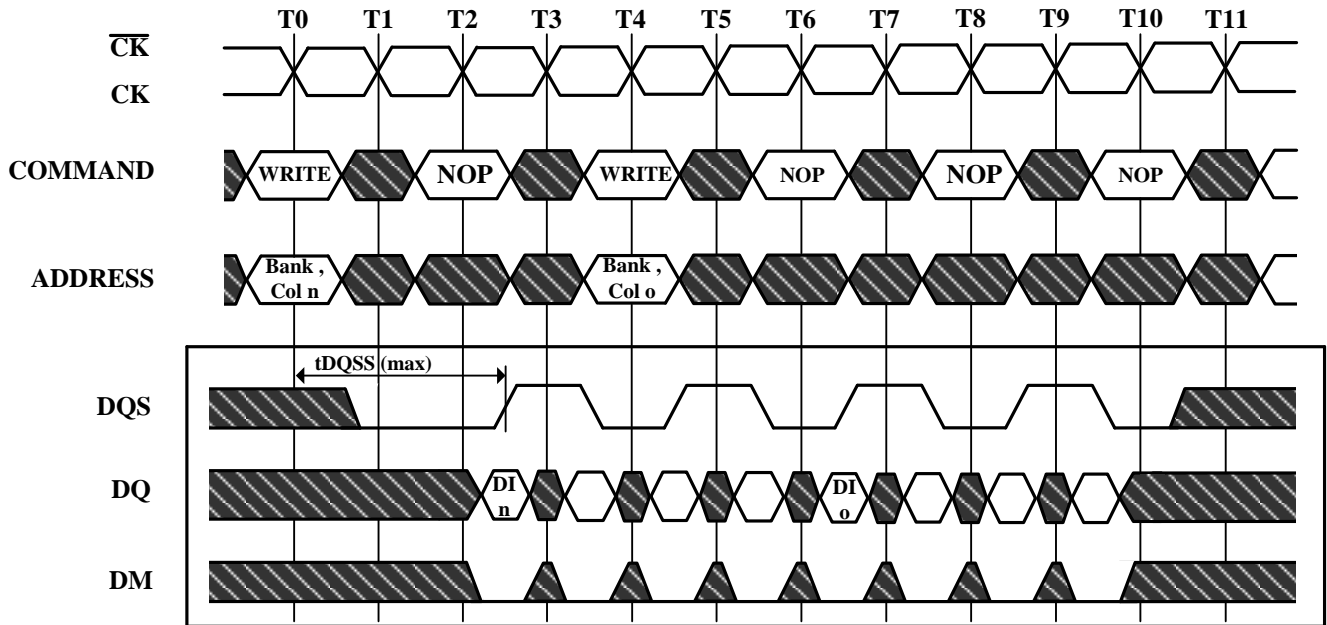 T0 T1 T2 T3 T4 T5 T6 T7 T8 T9 T10 T11
CK
CK
COMMAND
WRITE NOP WRITE NOP NOP NOP
ADDRESS
Bank ,
Col n
Bank ,
Col o
tDQSS (max)
DQS
DQ
DI
n
DI
o
DM